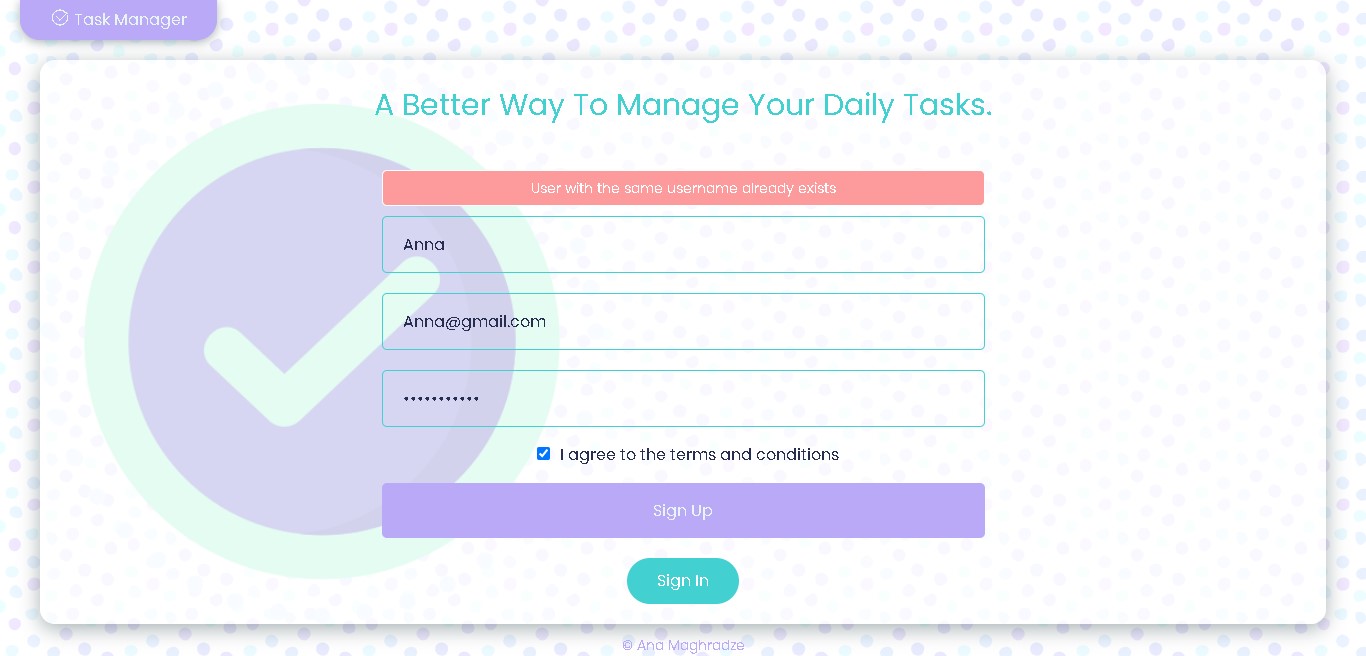 Task Manager
A Better Way To Manage Your Daily Tasks.
User with the same username already exists
Anna
Anna@gmail.com
•••••••••••
I agree to the terms and conditions
Sign Up
Sign In
© Ana Maghradze